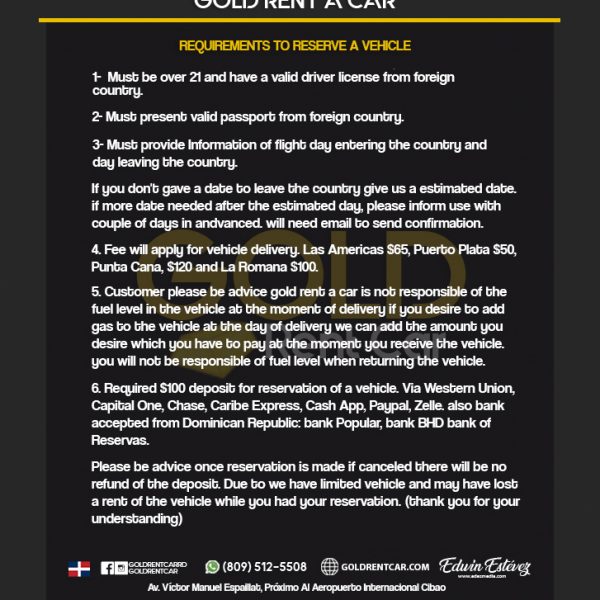 GOLD RENT A CAR
REQUIREMENTS TO RESERVE A VEHICLE
1- Must be over 21 and have a valid driver license from foreign
country.
2- Must present valid passport from foreign country.
3- Must provide Information of flight day entering the country and
day leaving the country.
If you don't gave a date to leave the country give us a estimated date.
if more date needed after the estimated day, please inform use with
couple of days in andvanced. will need email to send confirmation.
4. Fee will apply for vehicle delivery. Las Americas $65, Puerto Plata $50,
Punta Cana, $120 and La Romana $100.
5. Customer please be advice gold rent a car is not responsible of the
fuel level in the vehicle at the moment of delivery if you desire to add
gas to the vehicle at the day of delivery we can add the amount you
desire which you have to pay at the moment you receive the vehicle.
you will not be responsible of fuel level when returning the vehicle.
6. Required $100 deposit for reservation of a vehicle. Via Western Union,
Capital One, Chase, Caribe Express, Cash App, Paypal, Zelle. also bank
accepted from Dominican Republic: bank Popular, bank BHD bank of
Reservas.
Please be advice once reservation is made if canceled there will be no
refund of the deposit. Due to we have limited vehicle and may have lost
a rent of the vehicle while you had your reservation. (thank you for your
understanding)
GOLD
Rent Car
GOLDRENTCARRD
GOLDRENTCAR
(809) 512-5508
GOLDRENTCAR.COM
Edwin Estévez
www.edecmedia.com
Av. Víctor Manuel Espaillat, Próximo Al Aeropuerto Internacional Cibao